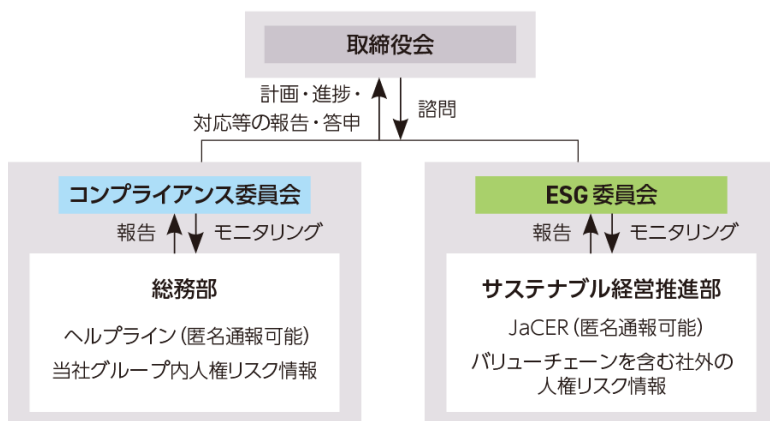 取締役会
計画・進捗・
対応等の報告・答申
諮問
コンプライアンス委員会
報告
モニタリング
総務部
ヘルプライン（匿名通報可能）
当社グループ内人権リスク情報
ESG 委員会
報告
モニタリング
サステナブル経営推進部
JaCER（匿名通報可能）
バリューチェーンを含む社外の
人権リスク情報